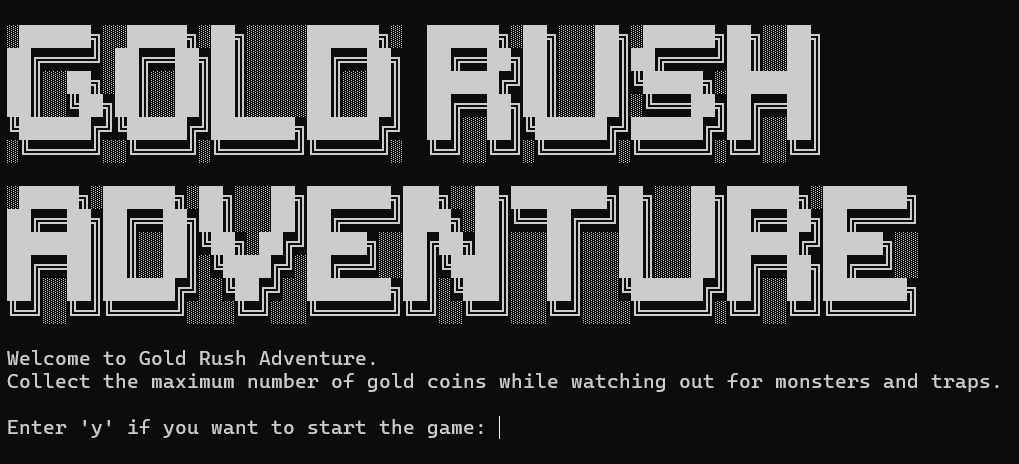 GOLD RUSH
ADVENTURE
Welcome to Gold Rush Adventure.
Collect the maximum number of gold coins while watching out for monsters and traps.
Enter 'y' if you want to start the game: